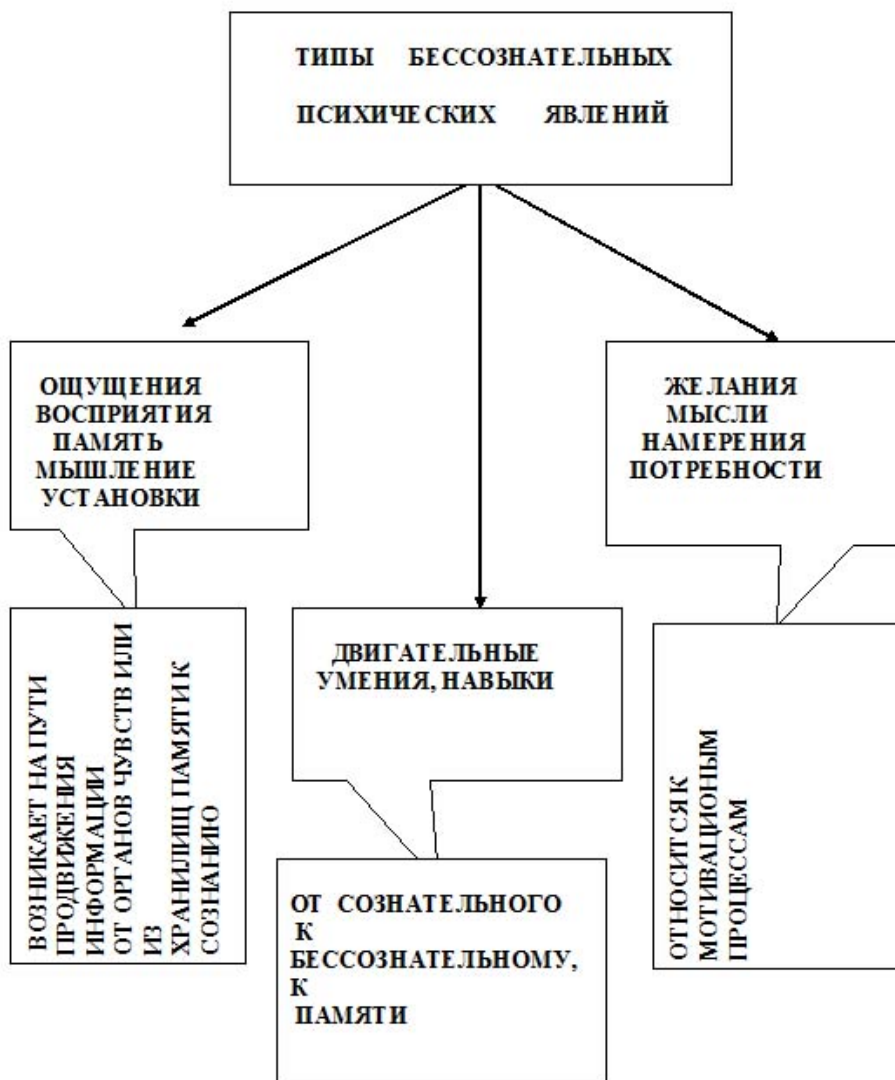 ТИПЫ БЕССОЗНАТЕЛЬНЫХ
ПСИХИЧЕСКИХ ЯВЛЕНИЙ
ОЩУЩЕНИЯ
ВОСПРИЯТИЯ
ПАМЯТЬ
МЫШЛЕНИЕ
УСТАНОВКИ
ЖЕЛАНИЯ
МЫСЛИ
НАМЕРЕНИЯ
ПОТРЕБНОСТИ
ВОЗНИКАЕТ НА ПУТИ
ПРОДВИЖЕНИЯ
ИНФОРМАЦИИ
ОТ ОРГАНОВ ЧУВСТВ ИЛИ
ИЗ
ХРАНИЛИЩ ПАМЯТИ К
СОЗНАНИЮ
ДВИГАТЕЛЬНЫЕ
УМЕНИЯ, НАВЫКИ
ОТ СОЗНАТЕЛЬНОГО
К
БЕССОЗНАТЕЛЬНОМУ,
К
ПАМЯТИ
ОТНОСИТСЯ К
МОТИВАЦИОНЫМ
ПРОЦЕССАМ